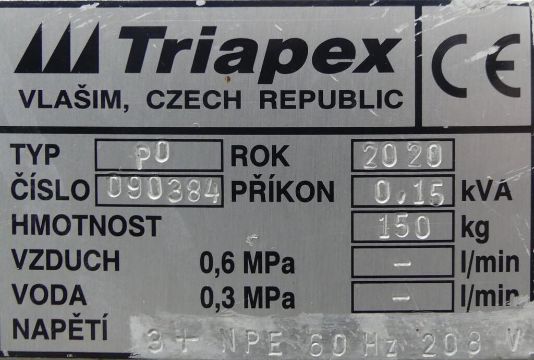 Triapex
VLAŠIM, CZECH REPUBLIC
CE
TYP PO ROK 2020
ČÍSLO 090384 PŘÍKON 0,15 kVA
HMOTNOST 150 kg
VZDUCH 0,6 MPa – l/min
VODA 0,3 MPa – l/min
NAPĚTÍ 3+ NPE 60 Hz 208 V